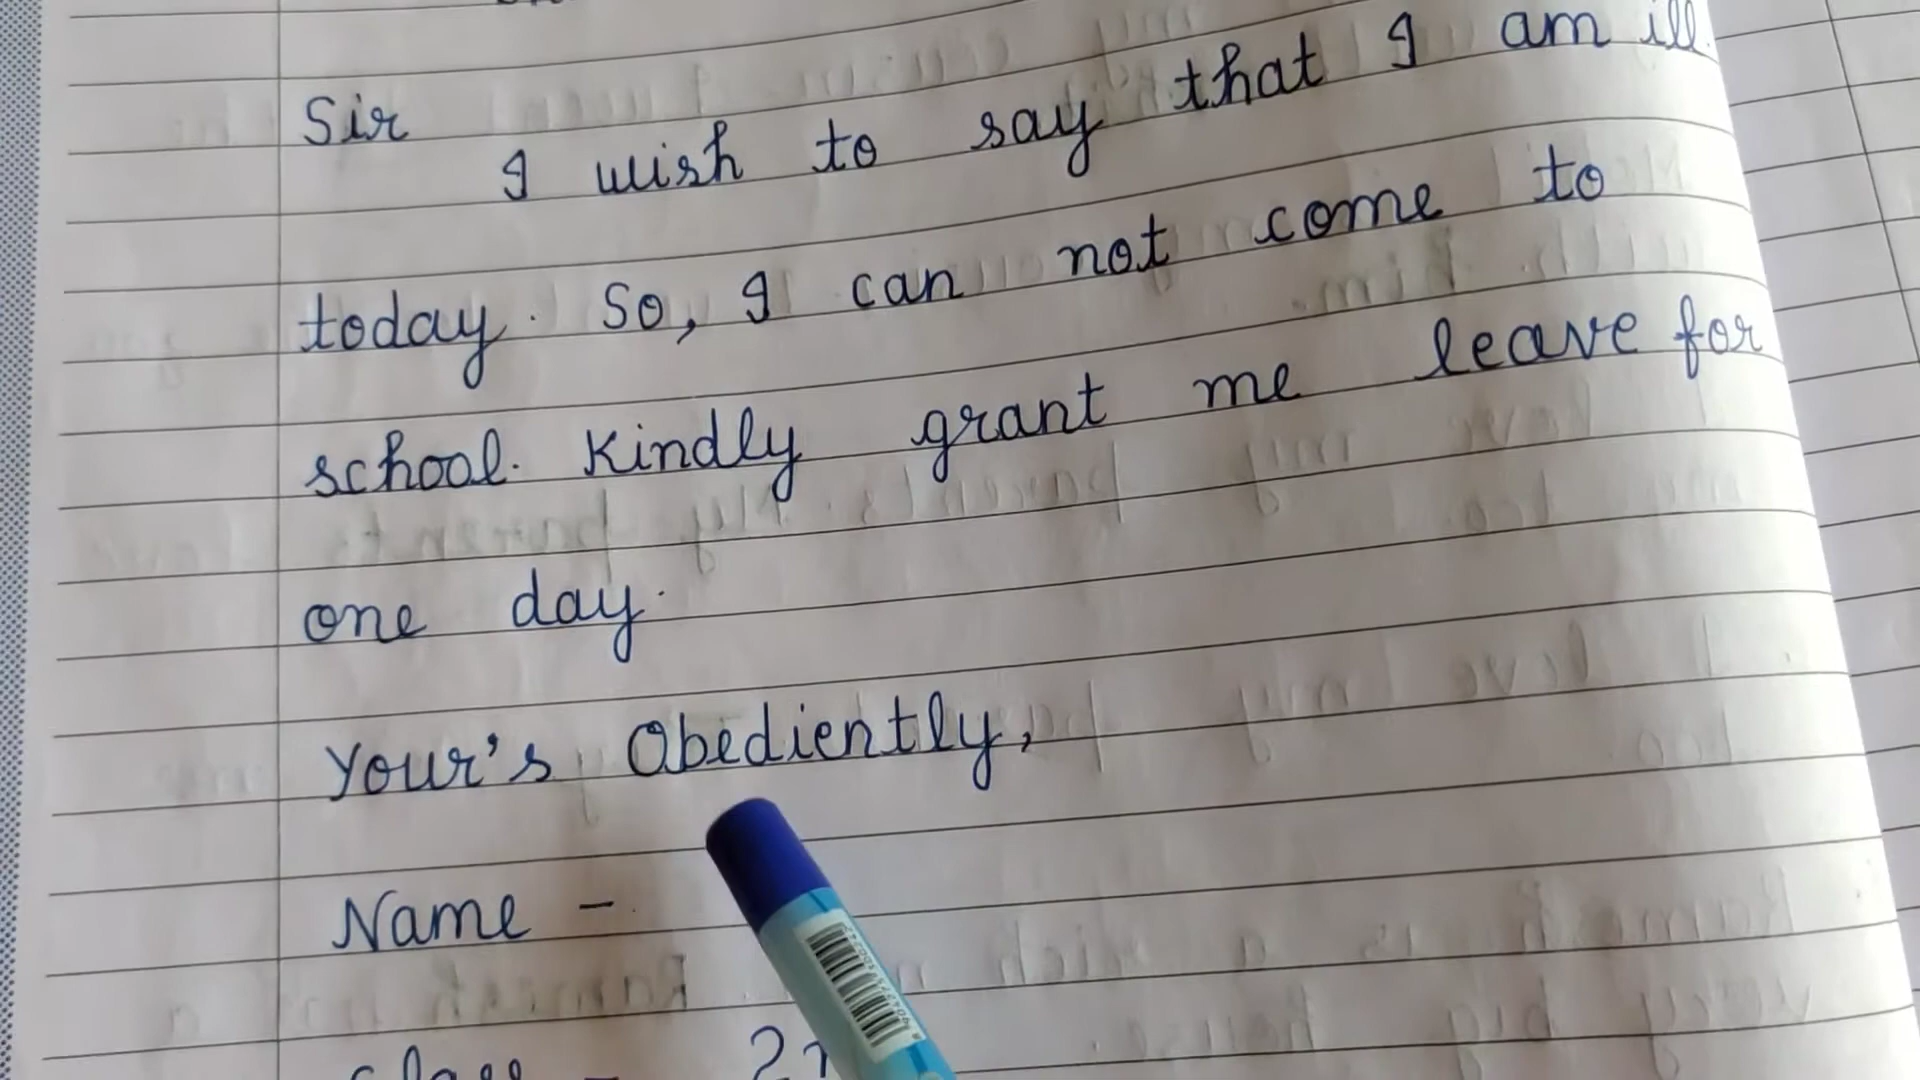 Sir
I wish to say that I am ill
today. So, I can not come to
school. Kindly grant me leave for
one day.
Your's Obediently,
Name -
Class -